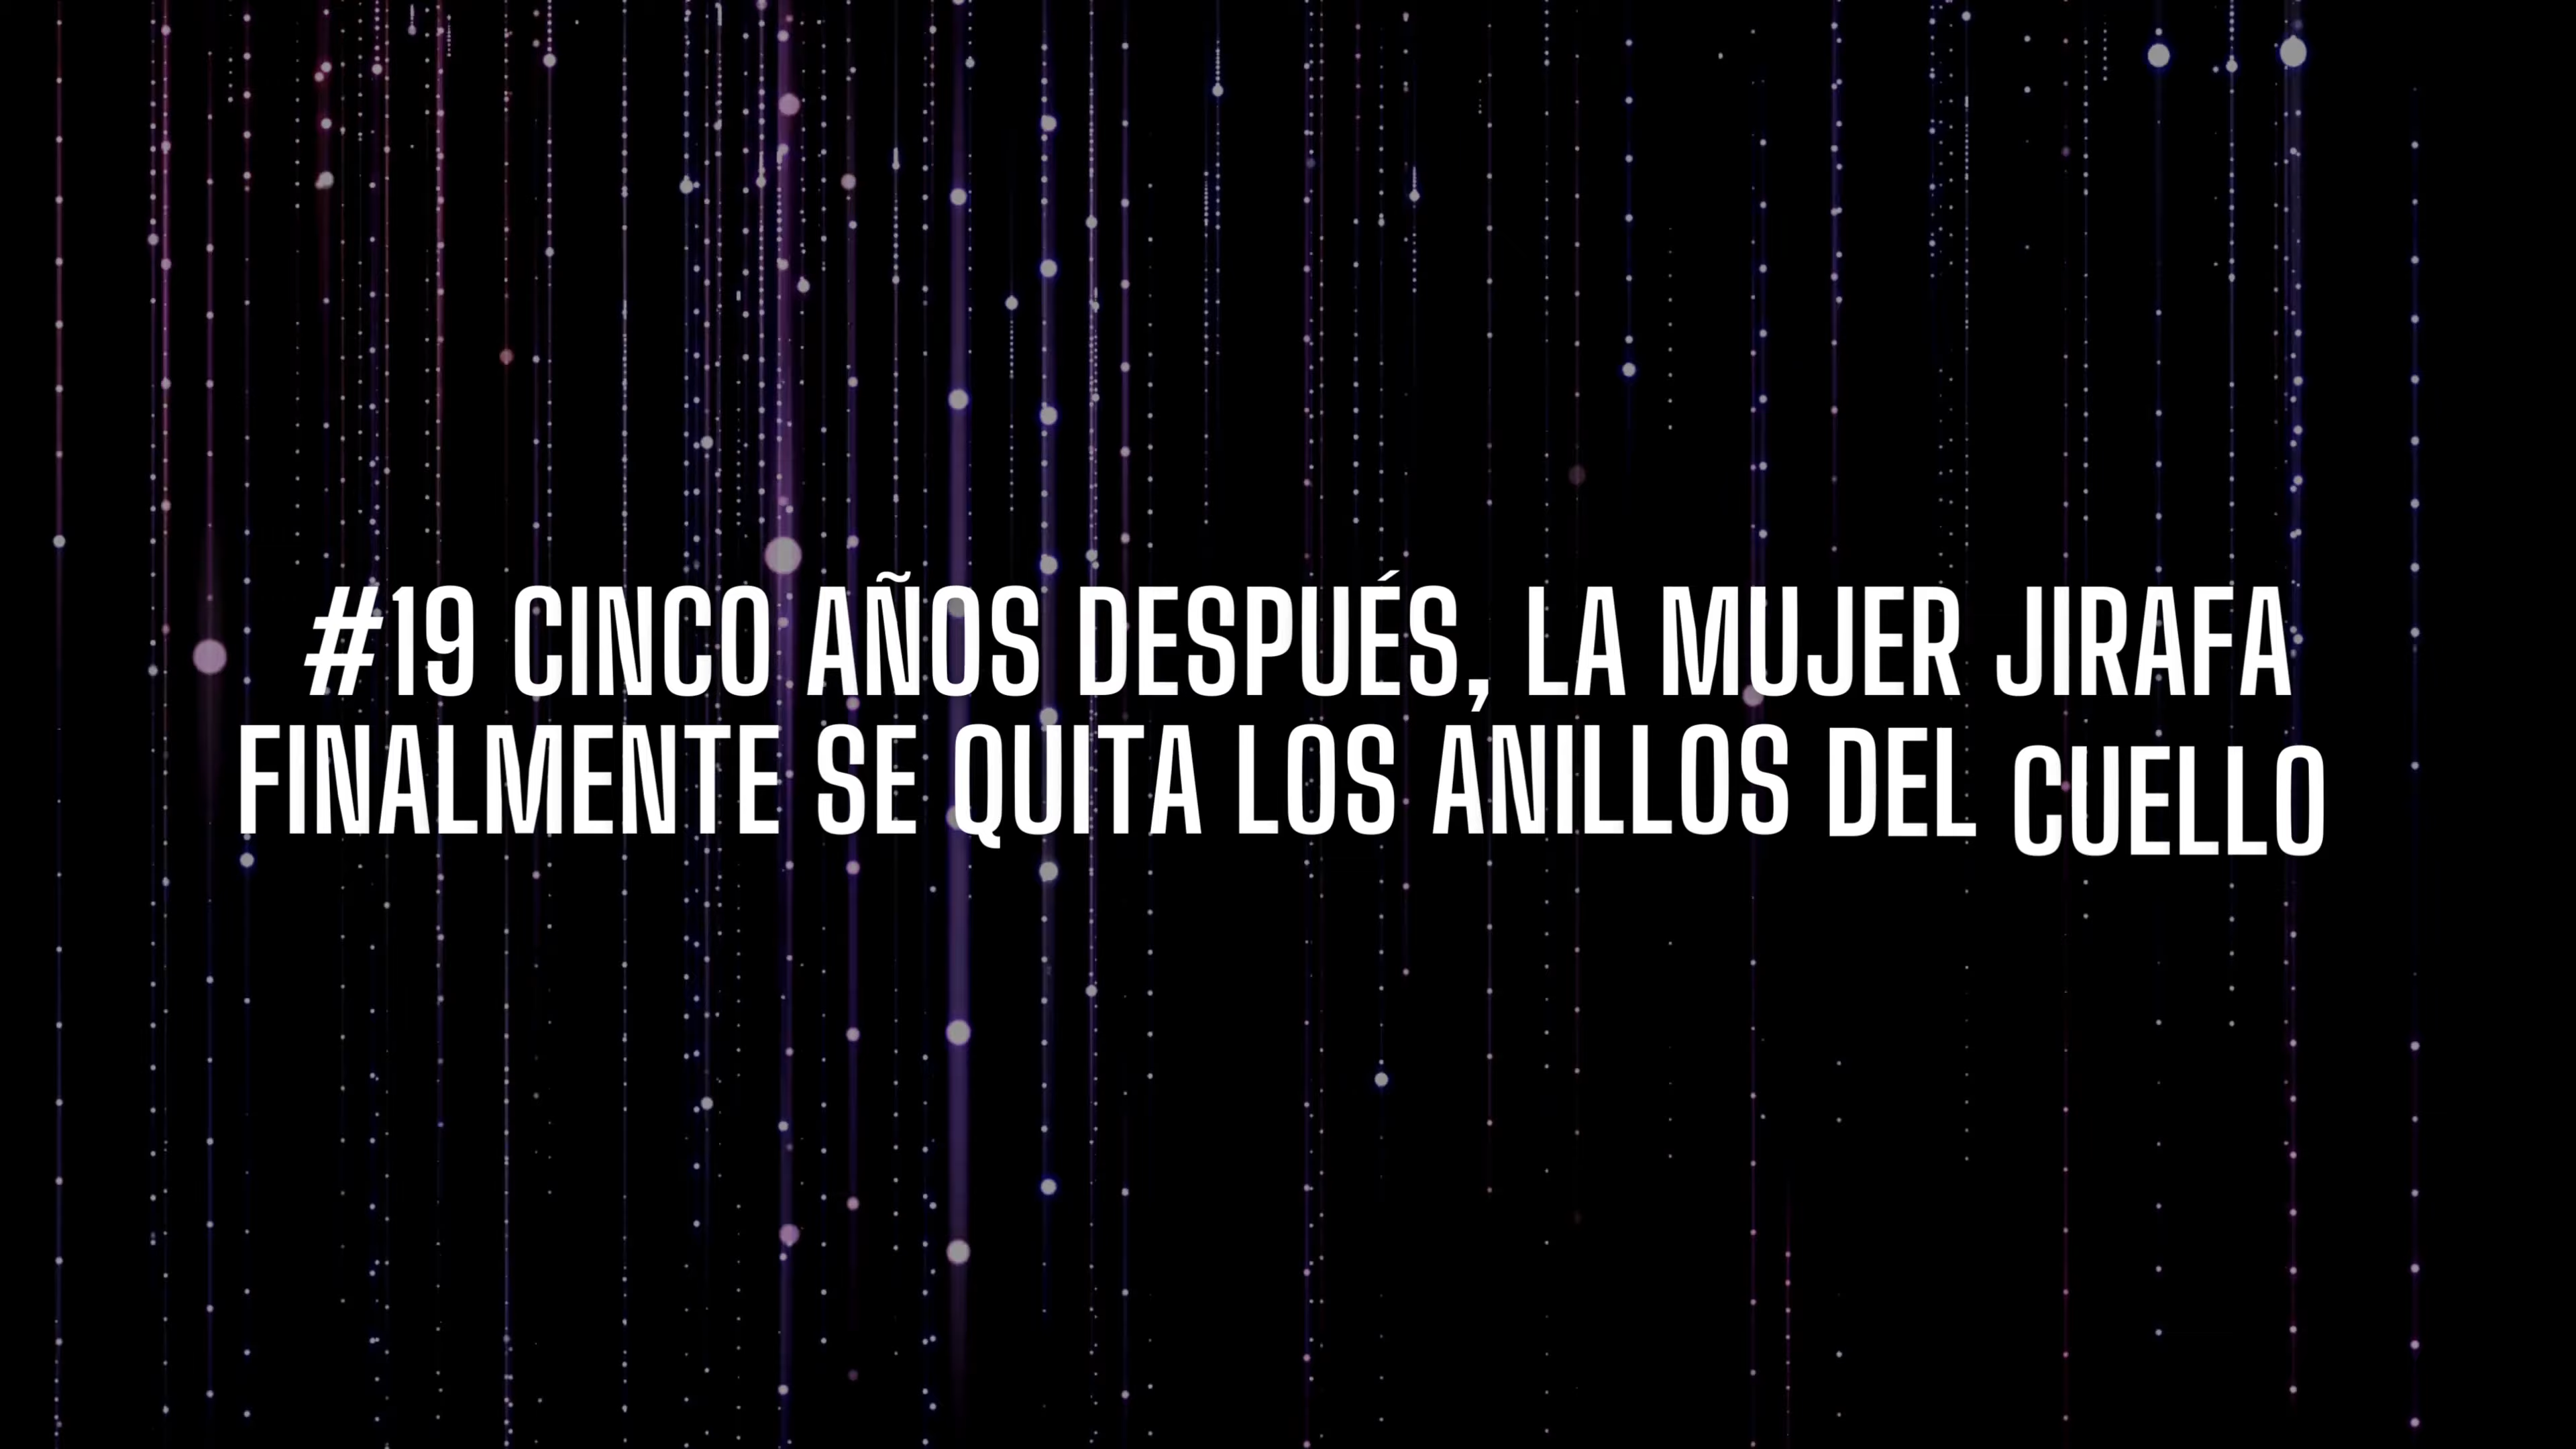 #19 CINCO AÑOS DESPUÉS, LA MUJER JIRAFA
FINALMENTE SE QUITA LOS ANILLOS DEL CUELLO